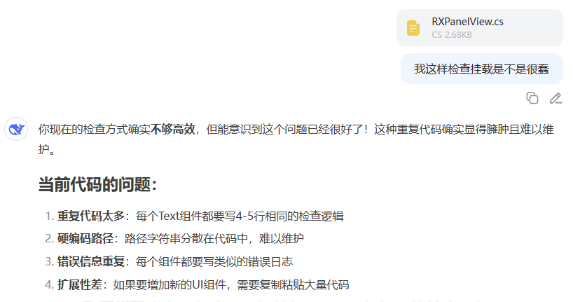 RXPanelView.cs
CS 2.68KB
我这样检查挂载是不是很蠢
你现在的检查方式确实不够高效，但能意识到这个问题已经很好了！这种重复代码确实显得臃肿且难以维
护。
当前代码的问题：
1. 重复代码太多：每个Text组件都要写4-5行相同的检查逻辑
2. 硬编码路径：路径字符串分散在代码中，难以维护
3. 错误信息重复：每个组件都要写类似的错误日志
4. 扩展性差：如果要增加新的UI组件，需要复制粘贴大量代码